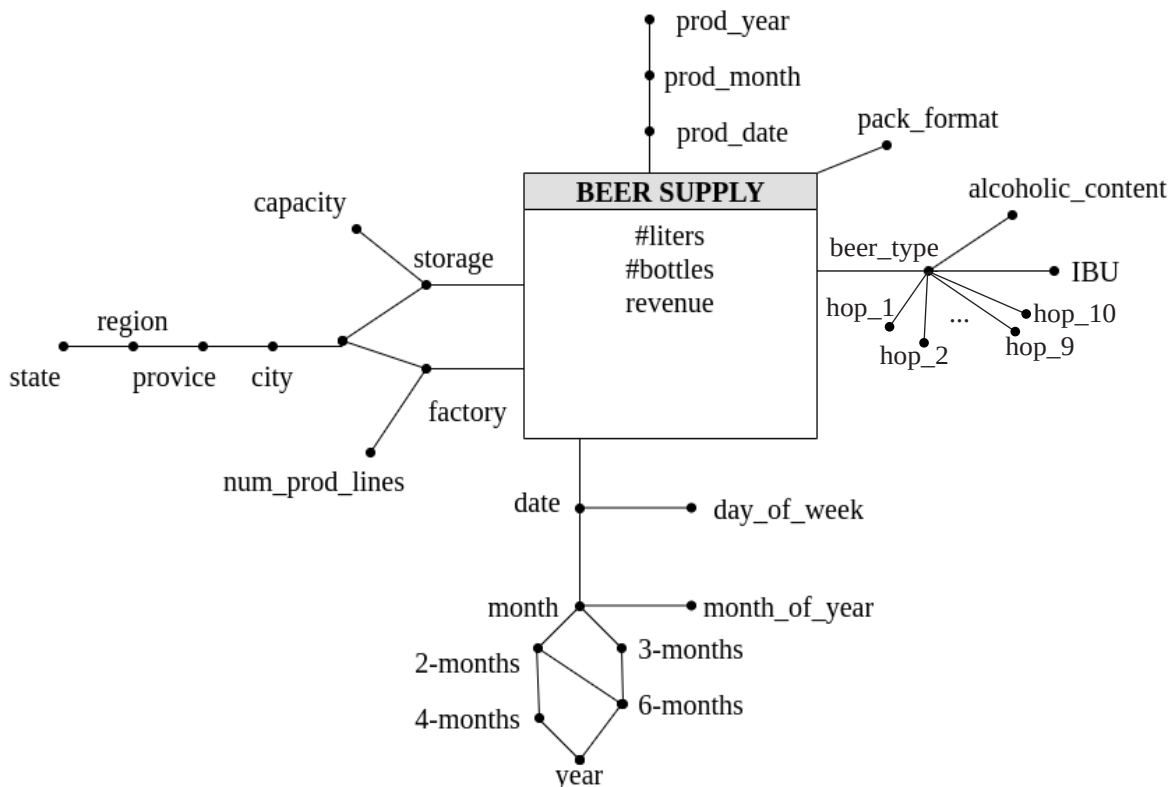 prod_year
prod_month
prod_date
pack_format
BEER SUPPLY
alcoholic_content
capacity
#liters
beer_type
storage
#bottles
IBU
revenue
hop_1
...
hop_10
region
hop_2
hop_9
state
provice
city
factory
num_prod_lines
date
day_of_week
month
month_of_year
2-months
3-months
4-months
6-months
year